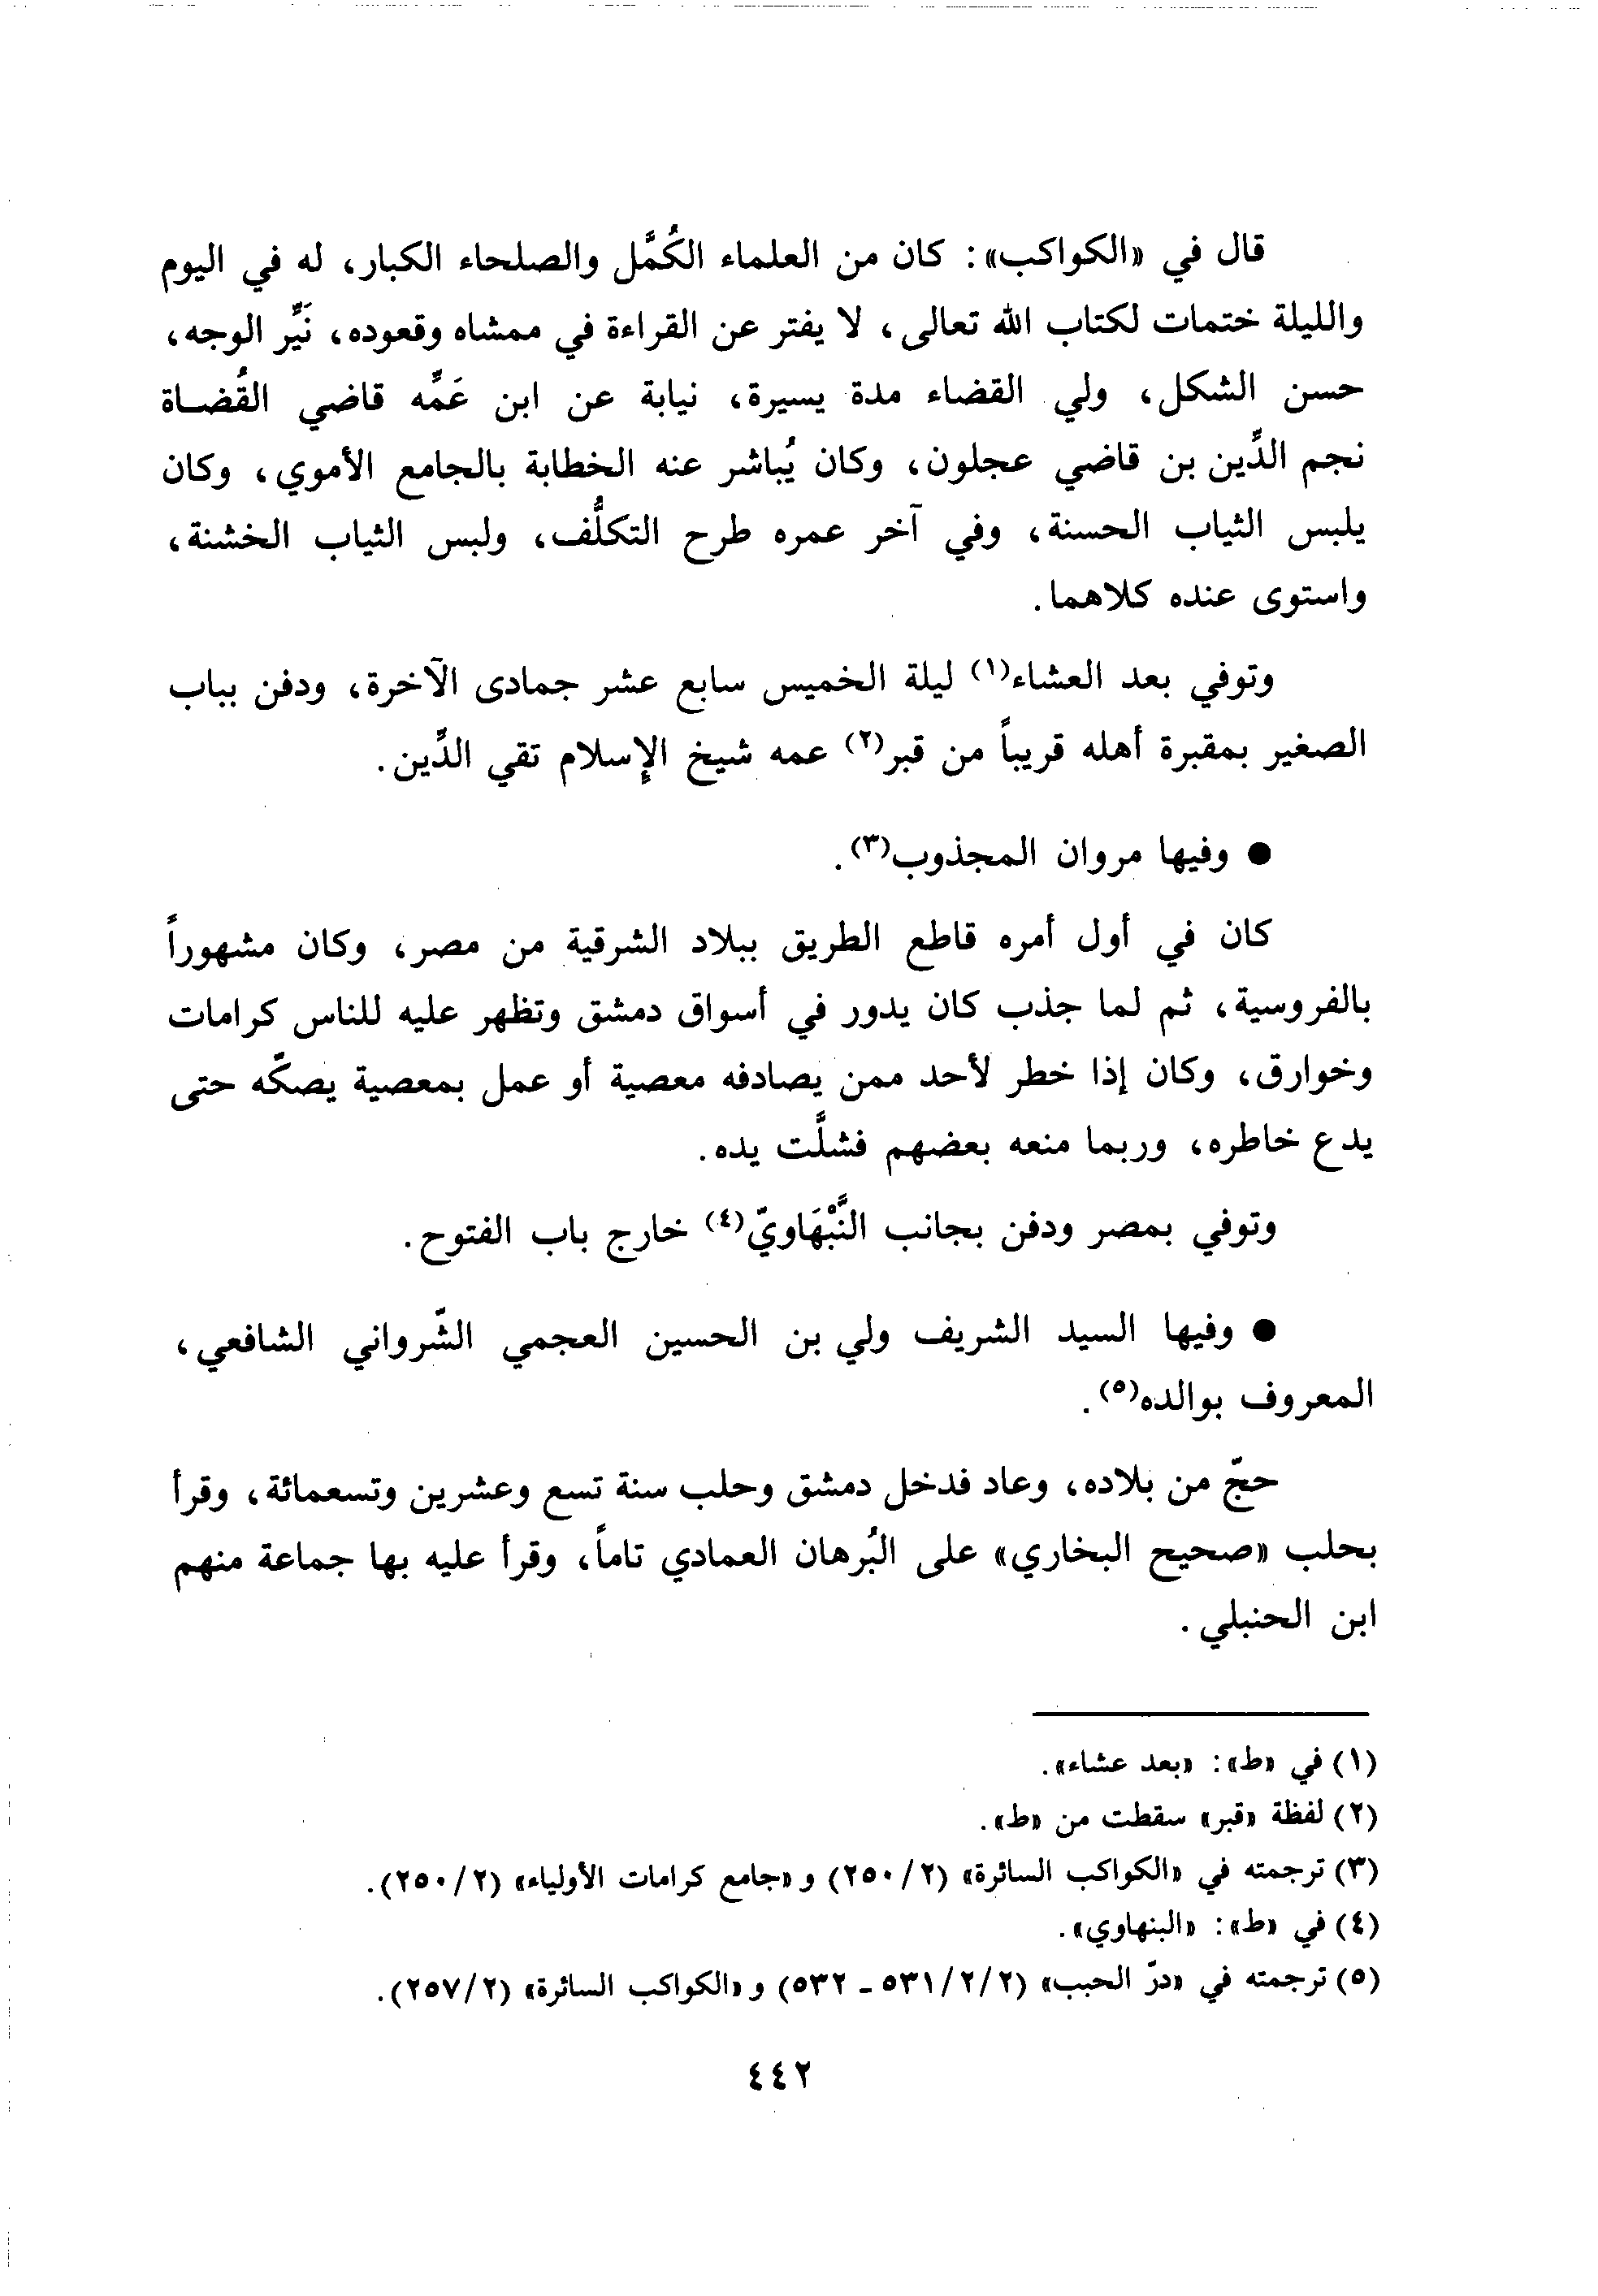 قال في «الكواكب»: كان من العلماء الكُمَّل والصلحاء الكبار، له في اليوم
والليلة ختمات لكتاب الله تعالى، لا يفتر عن القراءة في ممشاه وقعوده، نَيِّر الوجه،
حسن الشكل، ولي القضاء مدة يسيرة، نيابة عن ابن عَمِّه قاضي القُضاة
نجم الدِّين بن قاضي عجلون، وكان يُباشر عنه الخطابة بالجامع الأموي، وكان
يلبس الثياب الحسنة، وفي آخر عمره طرح التكلُّف، ولبس الثياب الخشنة،
واستوى عنده كلاهما.
وتوفي بعد العشاء(١) ليلة الخميس سابع عشر جمادى الآخرة، ودفن بباب
الصغير بمقبرة أهله قريباً من قبر(٢) عمه شيخ الإسلام تقي الدِّين.
● وفيها مروان المجذوب(٣).
كان في أول أمره قاطع الطريق ببلاد الشرقية من مصر، وكان مشهوراً
بالفروسية، ثم لما جذب كان يدور في أسواق دمشق وتظهر عليه للناس كرامات
وخوارق، وكان إذا خطر لأحد ممن يصادفه معصية أو عمل بمعصية يصكّه حتى
يدع خاطره، وربما منعه بعضهم فشلَّت يده.
وتوفي بمصر ودفن بجانب النَّبْهَاويّ(٤) خارج باب الفتوح.
● وفيها السيد الشريف ولي بن الحسين العجمي الشّرواني الشافعي،
المعروف بوالده(٥).
حجّ من بلاده، وعاد فدخل دمشق وحلب سنة تسع وعشرين وتسعمائة، وقرأ
بحلب «صحيح البخاري» على البُرهان العمادي تاماً، وقرأ عليه بها جماعة منهم
ابن الحنبلي.
(١) في «ط»: «بعد عشاء».
(٢) لفظة «قبر» سقطت من «ط».
(٣) ترجمته في «الكواكب السائرة» (٢/٢٥٠) و«جامع كرامات الأولياء» (٢/٢٥٠).
(٤) في «ط»: «البنهاوي».
(٥) ترجمته في «درّ الحبب» (٢/٢/٥٣١ ـ ٥٣٢) و«الكواكب السائرة» (٢/٢٥٧).
٤٤٢